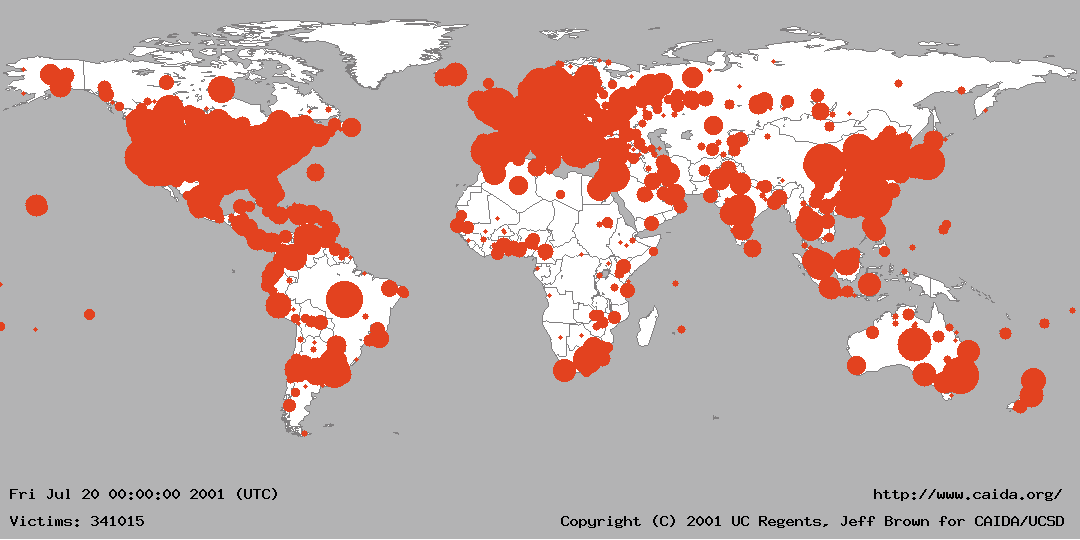 Fri Jul 20 00:00:00 2001 (UTC)
http://www.caida.org/
Victims: 341015
Copyright (C) 2001 UC Regents, Jeff Brown for CAIDA/UCSD